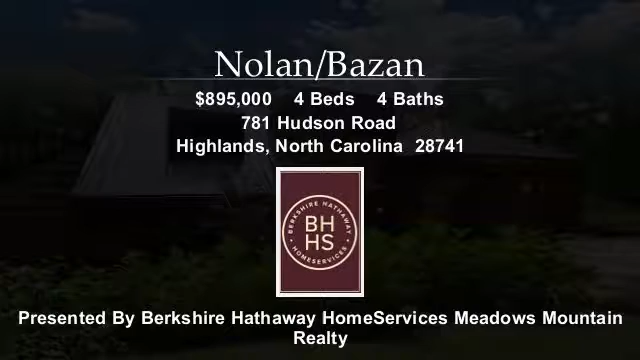 Nolan/Bazan
$895,000 4 Beds 4 Baths
781 Hudson Road
Highlands, North Carolina 28741
BERKSHIRE HATHAWAY
BH
HS
HOMESERVICES
Presented By Berkshire Hathaway HomeServices Meadows Mountain
Realty